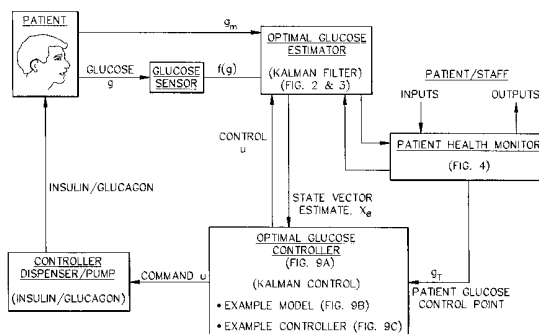 PATIENT
g_m
GLUCOSE
g
GLUCOSE
SENSOR
f(g)
OPTIMAL GLUCOSE
ESTIMATOR
(KALMAN FILTER)
(FIG. 2 & 3)
PATIENT/STAFF
INPUTS
OUTPUTS
PATIENT HEALTH MONITOR
(FIG. 4)
CONTROL
u
INSULIN/GLUCAGON
STATE VECTOR
ESTIMATE, X_e
CONTROLLER
DISPENSER/PUMP
(INSULIN/GLUCAGON)
COMMAND u
OPTIMAL GLUCOSE
CONTROLLER
(FIG. 9A)
(KALMAN CONTROL)
• EXAMPLE MODEL (FIG. 9B)
• EXAMPLE CONTROLLER (FIG. 9C)
g_T
PATIENT GLUCOSE
CONTROL POINT